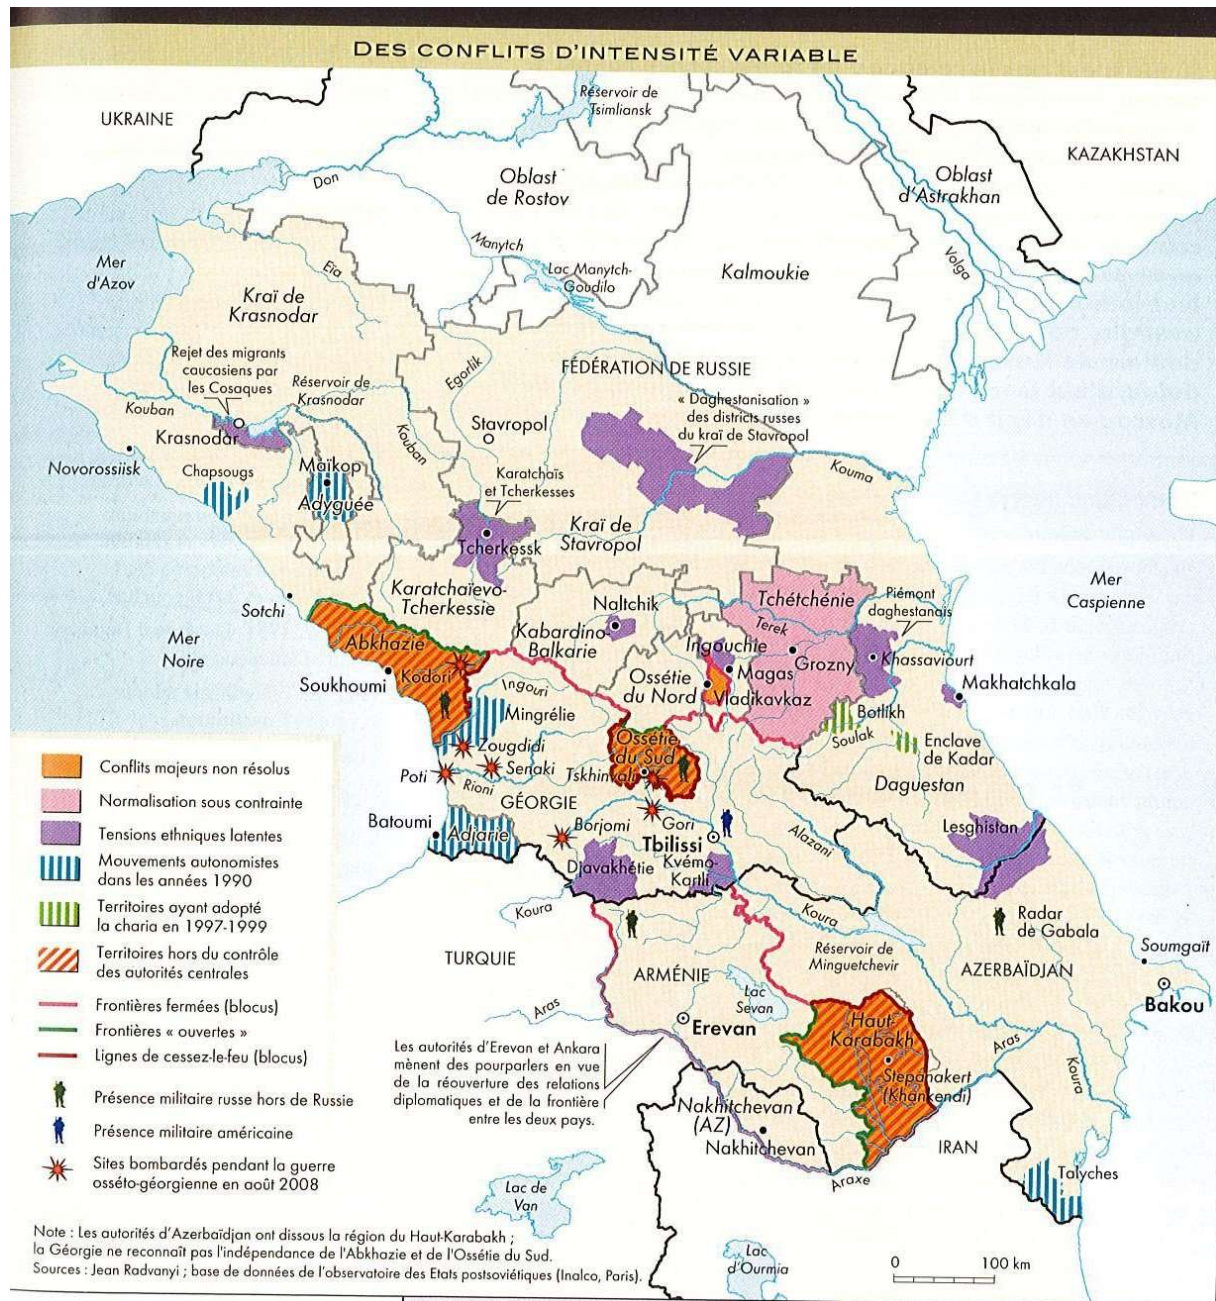 DES CONFLITS D'INTENSITÉ VARIABLE
Réservoir de
Tsimliansk
UKRAINE
KAZAKHSTAN
Oblast
de Rostov
Oblast
d'Astrakhan
Don
Manytch
Volga
Mer
d'Azov
Eïa
Lac Manytch-
Goudilo
Kalmoukie
Kraï de
Krasnodar
Rejet des migrants
caucasiens par
les Cosaques
Réservoir de
Krasnodar
Egorlik
FÉDÉRATION DE RUSSIE
« Daghestanisation »
des districts russes
du kraï de Stavropol
Kouban
Krasnodar
Kouban
Stavropol
Novorossiisk
Chapsougs
Maïkop
Adyguée
Karatchaïs
et Tcherkesses
Kouma
Tcherkessk
Kraï de
Stavropol
Karatchaïevo-
Tcherkessie
Sotchi
Naltchik
Tchétchénie
Piémont
daghestanais
Mer
Caspienne
Mer
Noire
Abkhazie
Kabardino-
Balkarie
Terek
Ingouchie
Grozny
Khassaviourt
Kodori
Soukhoumi
Ingouri
Ossétie
du Nord
Magas
Vladikavkaz
Makhatchkala
Mingrélie
Botlikh
Soulak
Enclave
de Kadar
Zougdidi
Ossétie
du Sud
Senaki
Tskhinvali
Poti
Rioni
Daguestan
GÉORGIE
Batoumi
Adjarie
Borjomi
Gori
Tbilissi
Alazani
Lesghistan
Djavakhétie
Kvémo-
Kartli
Koura
Koura
Radar
de Gabala
TURQUIE
ARMÉNIE
Réservoir de
Minguetchevir
AZERBAÏDJAN
Soumgaït
Bakou
Lac
Sevan
Aras
Erevan
Haut-
Karabakh
Aras
Koura
Les autorités d'Erevan et Ankara
mènent des pourparlers en vue
de la réouverture des relations
diplomatiques et de la frontière
entre les deux pays.
Stepanakert
(Khankendi)
Nakhitchevan
(AZ)
Nakhitchevan
IRAN
Araxe
Talyches
Lac de
Van
Lac
d'Ourmia
Conflits majeurs non résolus
Normalisation sous contrainte
Tensions ethniques latentes
Mouvements autonomistes
dans les années 1990
Territoires ayant adopté
la charia en 1997-1999
Territoires hors du contrôle
des autorités centrales
Frontières fermées (blocus)
Frontières « ouvertes »
Lignes de cessez-le-feu (blocus)
Présence militaire russe hors de Russie
Présence militaire américaine
Sites bombardés pendant la guerre
osséto-géorgienne en août 2008
Note : Les autorités d'Azerbaïdjan ont dissous la région du Haut-Karabakh ;
la Géorgie ne reconnaît pas l'indépendance de l'Abkhazie et de l'Ossétie du Sud.
Sources : Jean Radvanyi ; base de données de l'observatoire des Etats postsoviétiques (Inalco, Paris).
0 100 km